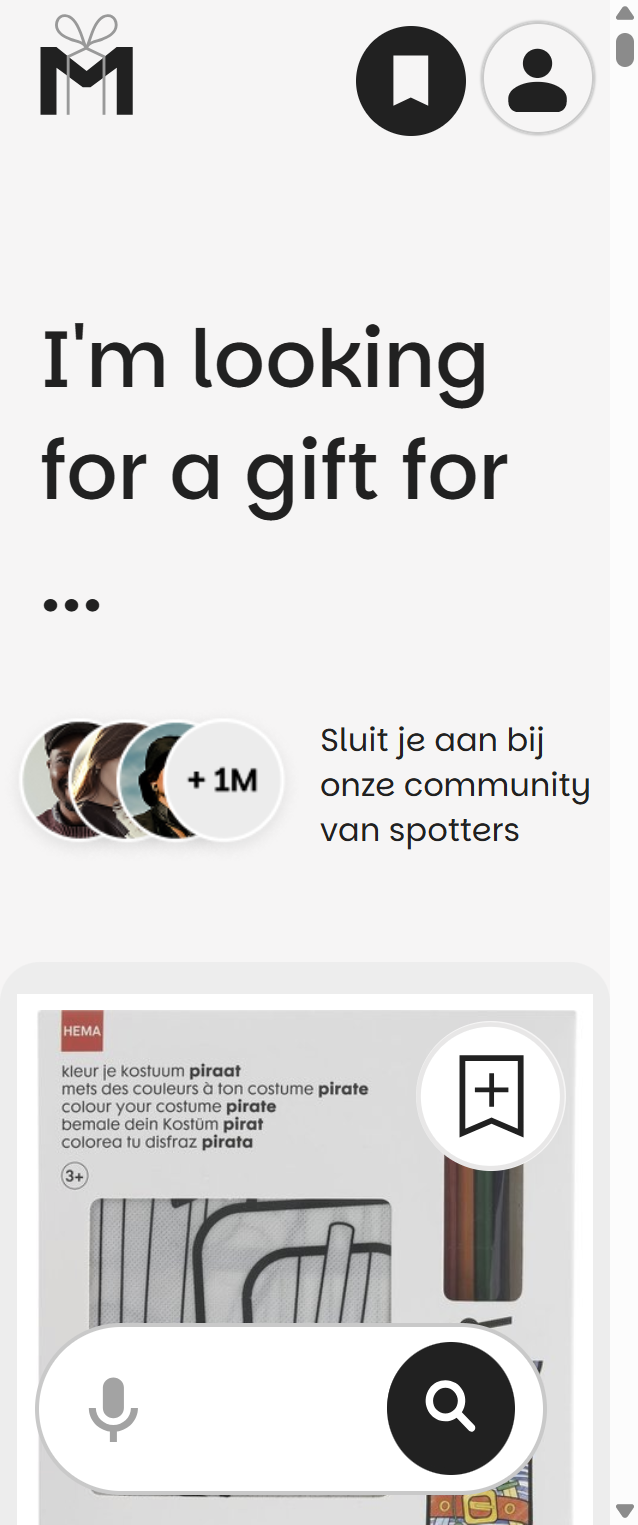 M
I'm looking
for a gift for
...
+ 1M
Sluit je aan bij
onze community
van spotters
HEMA
kleur je kostuum piraat
mets des couleurs à ton costume pirate
colour your costume pirate
bemale dein Kostüm pirat
colorea tu disfraz pirata
3+